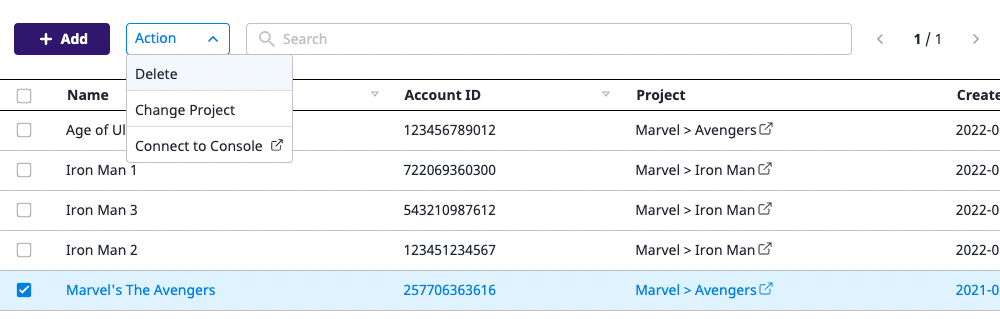 + Add Action Search 1 / 1
Delete
Name Account ID Project Create
Change Project
Age of Ul 123456789012 Marvel > Avengers 2022-0
Connect to Console
Iron Man 1 722069360300 Marvel > Iron Man 2022-0
Iron Man 3 543210987612 Marvel > Iron Man 2022-0
Iron Man 2 123451234567 Marvel > Iron Man 2022-0
Marvel's The Avengers 257706363616 Marvel > Avengers 2021-0